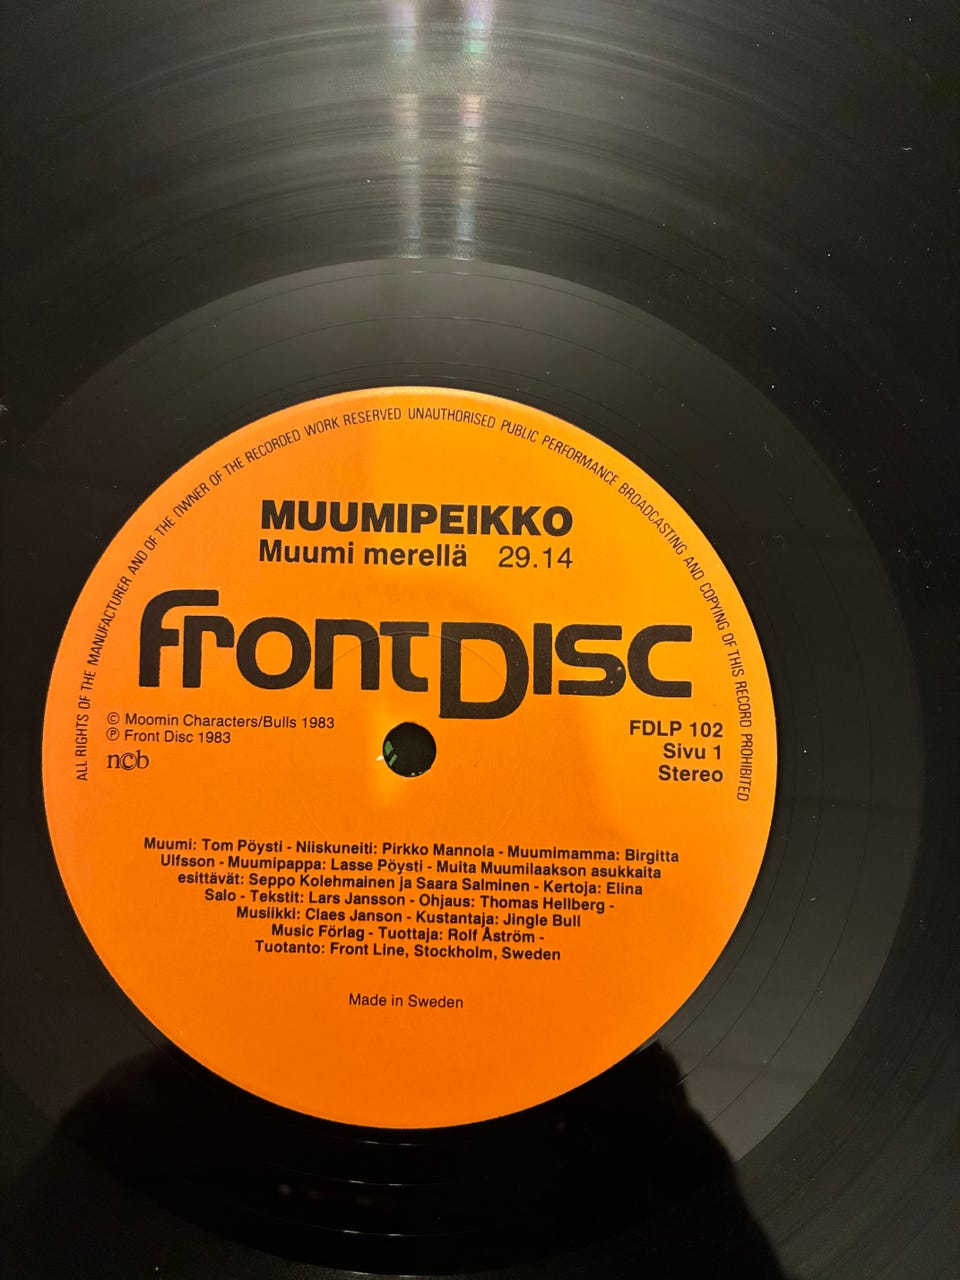 ALL RIGHTS OF THE MANUFACTURER AND OF THE OWNER OF THE RECORDED WORK RESERVED UNAUTHORISED PUBLIC PERFORMANCE BROADCASTING AND COPYING OF THIS RECORD PROHIBITED
MUUMIPEIKKO
Muumi merellä 29.14
FRONT DISC
© Moomin Characters/Bulls 1983
℗ Front Disc 1983
ncb
FDLP 102
Sivu 1
Stereo
Muumi: Tom Pöysti - Niiskuneiti: Pirkko Mannola - Muumimamma: Birgitta
Ulfsson - Muumipappa: Lasse Pöysti - Muita Muumilaakson asukkaita
esittävät: Seppo Kolehmainen ja Saara Salminen - Kertoja: Elina
Salo - Tekstit: Lars Jansson - Ohjaus: Thomas Hellberg -
Musiikki: Claes Janson - Kustantaja: Jingle Bull
Music Förlag - Tuottaja: Rolf Åström -
Tuotanto: Front Line, Stockholm, Sweden
Made in Sweden